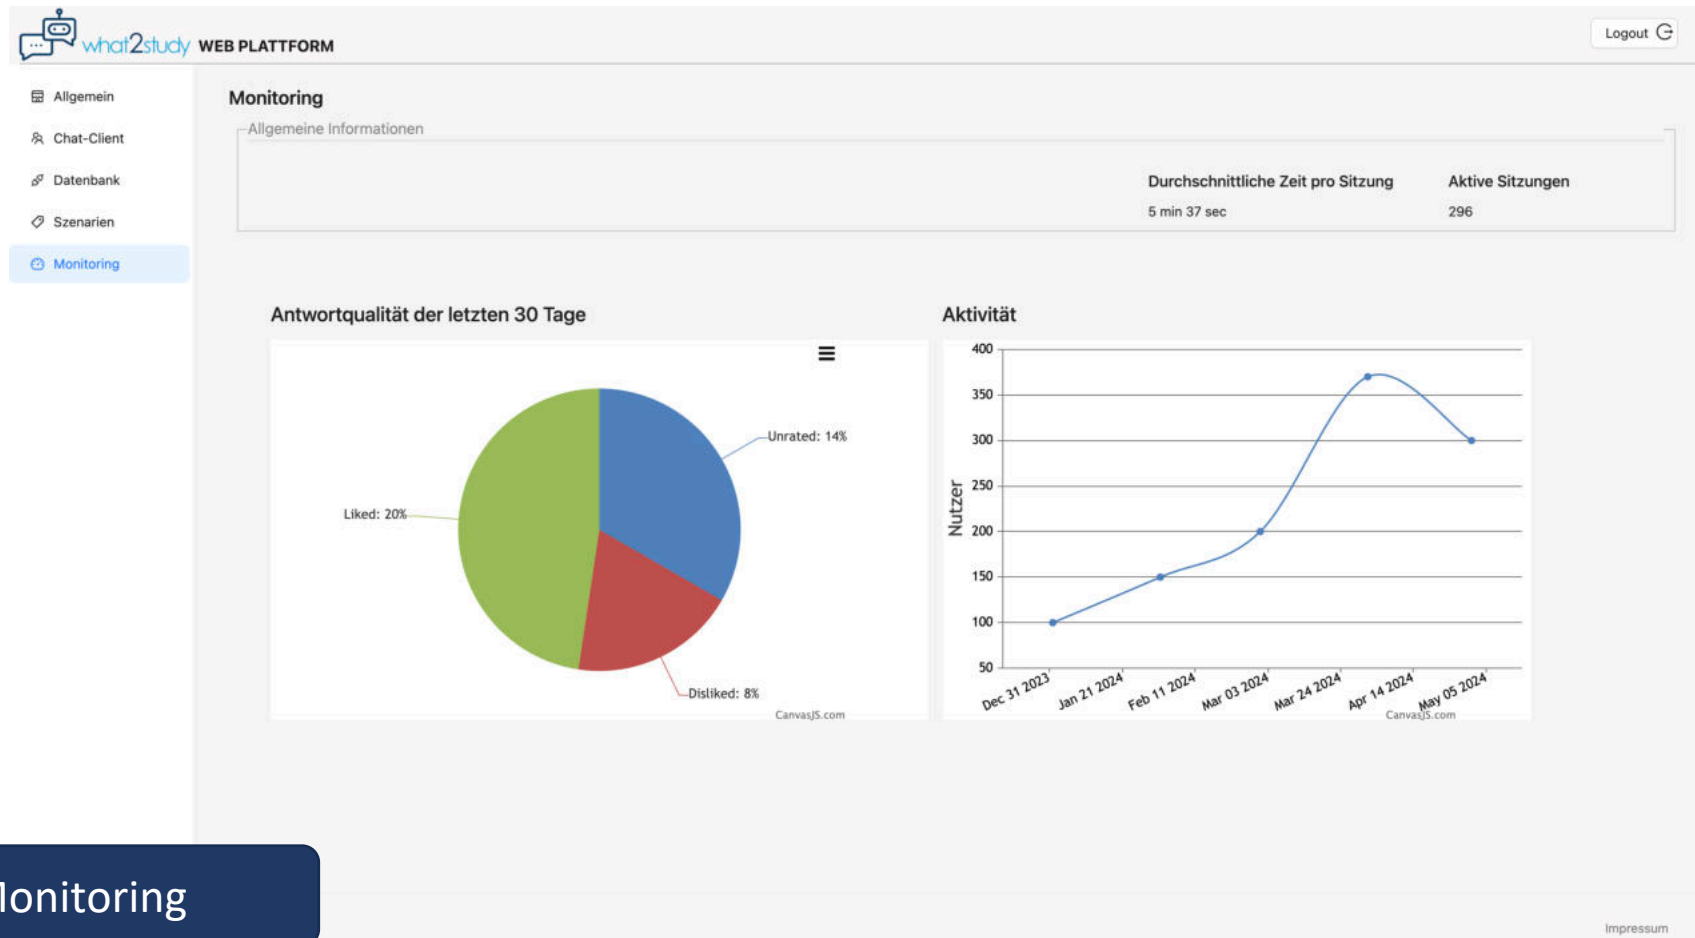 what2study WEB PLATTFORM
Logout
Allgemein
Chat-Client
Datenbank
Szenarien
Monitoring
Monitoring
Allgemeine Informationen
Durchschnittliche Zeit pro Sitzung
Aktive Sitzungen
5 min 37 sec
296
Antwortqualität der letzten 30 Tage
Unrated: 14%
Liked: 20%
Disliked: 8%
CanvasJS.com
Aktivität
400
350
300
250
200
150
100
50
Nutzer
Dec 31 2023
Jan 21 2024
Feb 11 2024
Mar 03 2024
Mar 24 2024
Apr 14 2024
May 05 2024
CanvasJS.com
onitoring
Impressum